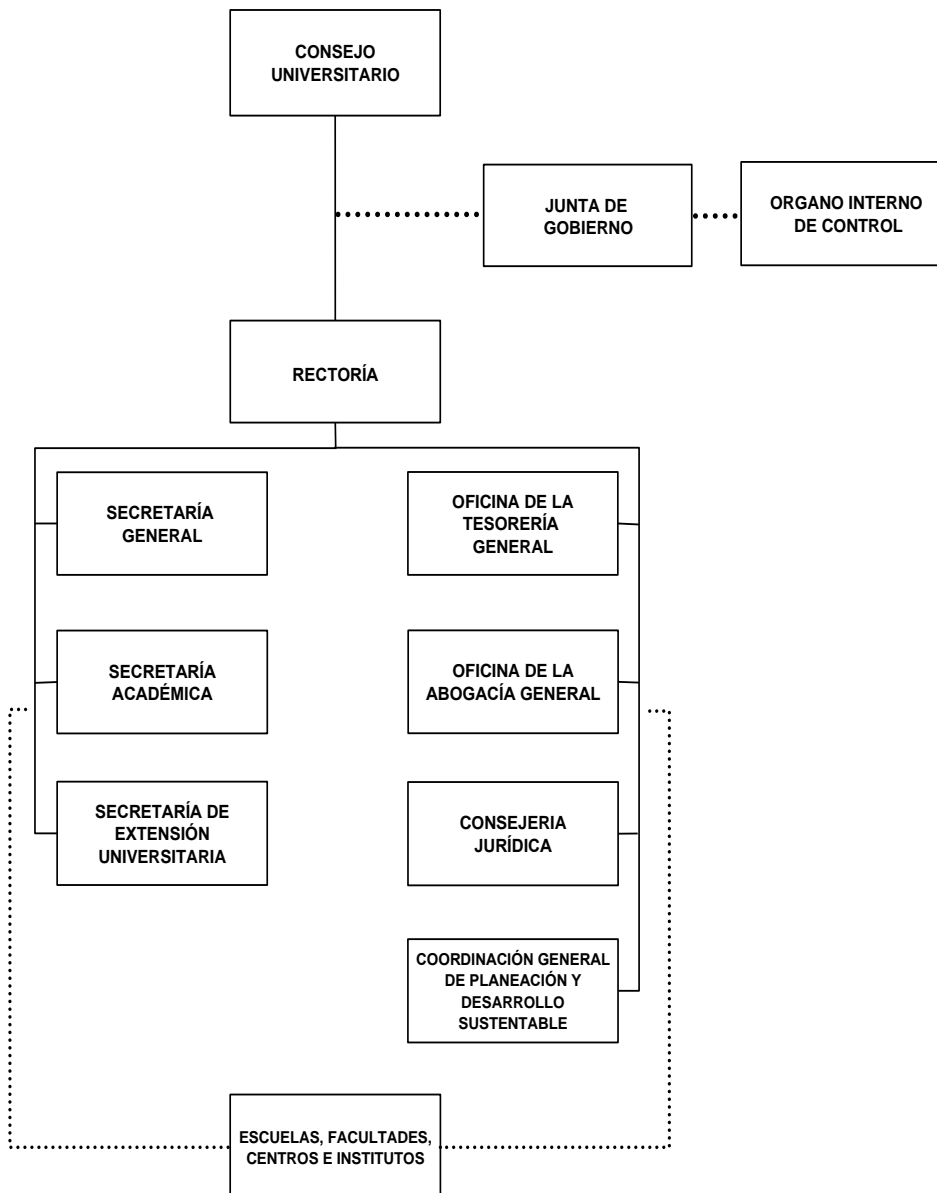 CONSEJO
UNIVERSITARIO
JUNTA DE
GOBIERNO
ORGANO INTERNO
DE CONTROL
RECTORÍA
SECRETARÍA
GENERAL
OFICINA DE LA
TESORERÍA
GENERAL
SECRETARÍA
ACADÉMICA
OFICINA DE LA
ABOGACÍA GENERAL
SECRETARÍA DE
EXTENSIÓN
UNIVERSITARIA
CONSEJERIA
JURÍDICA
COORDINACIÓN GENERAL
DE PLANEACIÓN Y
DESARROLLO
SUSTENTABLE
ESCUELAS, FACULTADES,
CENTROS E INSTITUTOS